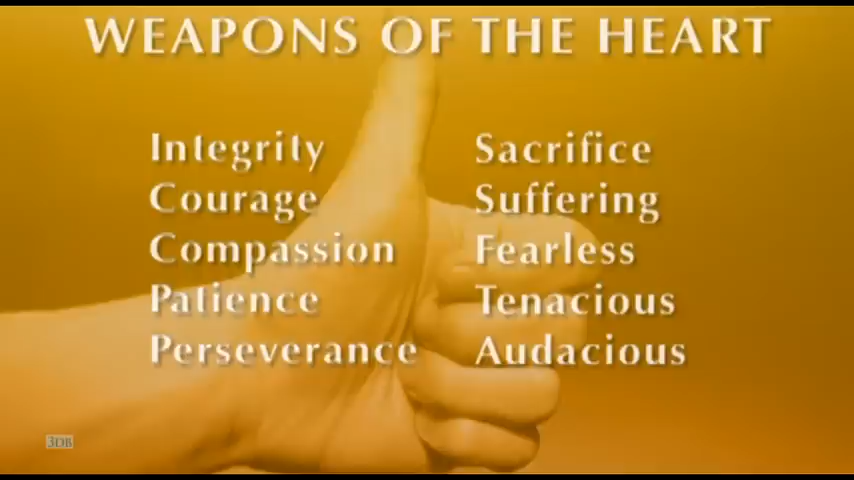 WEAPONS OF THE HEART
Integrity
Courage
Compassion
Patience
Perseverance
Sacrifice
Suffering
Fearless
Tenacious
Audacious
3DB